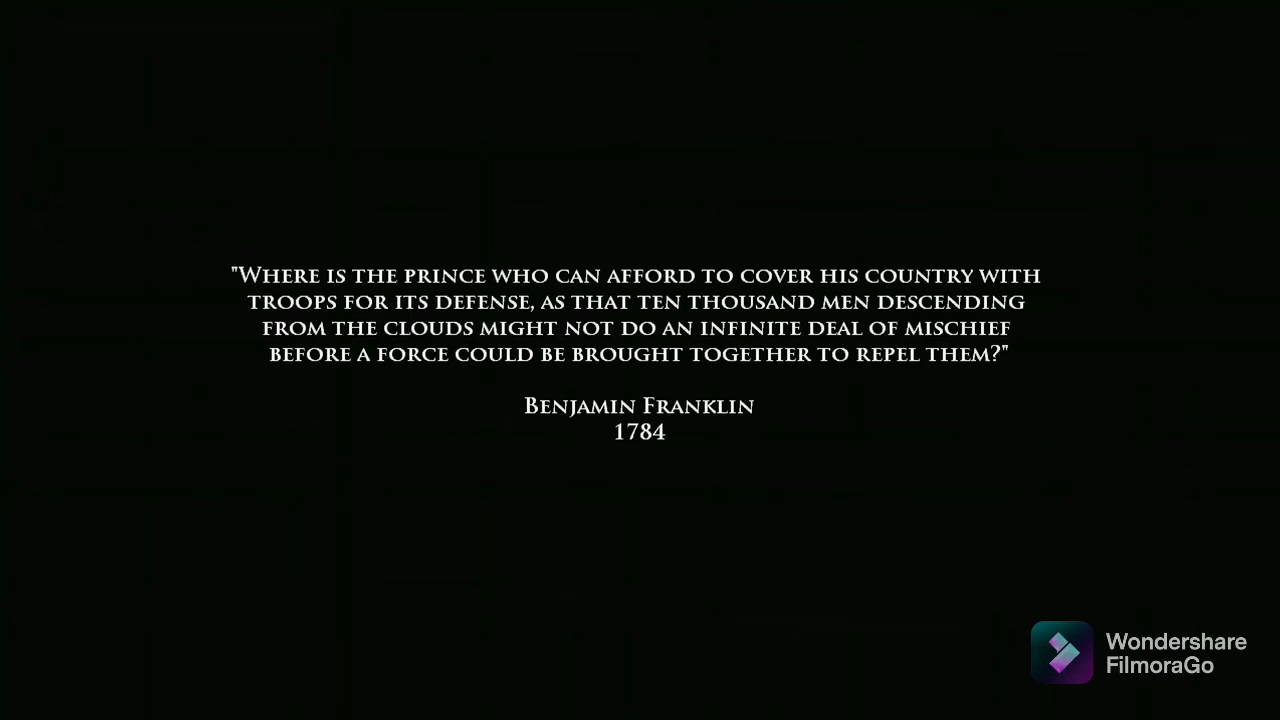 "Where is the prince who can afford to cover his country with
troops for its defense, as that ten thousand men descending
from the clouds might not do an infinite deal of mischief
before a force could be brought together to repel them?"
Benjamin Franklin
1784
Wondershare
FilmoraGo